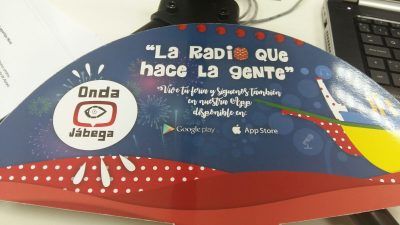 “La Radio que
hace la gente”
Vive tu feria y síguenos también
en nuestra App
disponible en:
Google play
App Store
Onda
Jábega